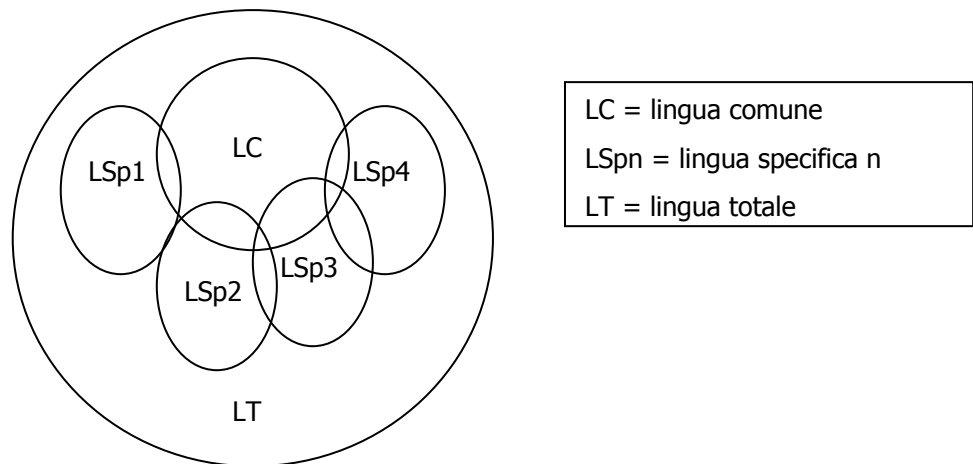 LC
LSp1
LSp4
LSp3
LSp2
LT
LC = lingua comune
LSpn = lingua specifica n
LT = lingua totale